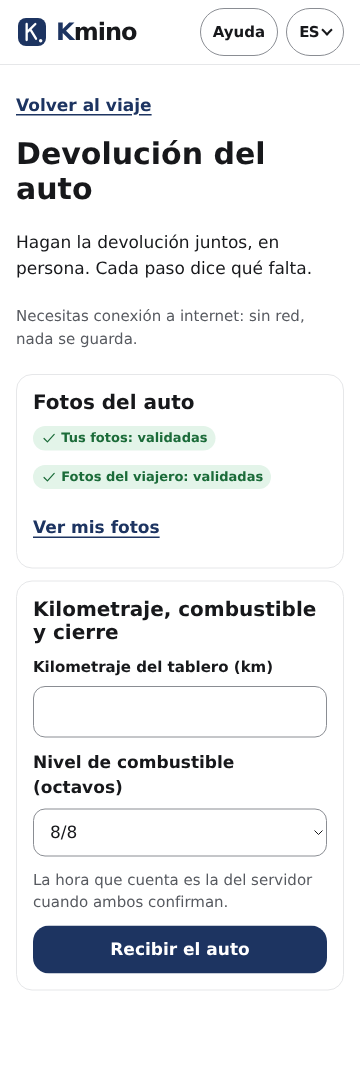 Kmino
Ayuda
ES
Volver al viaje
Devolución del
auto
Hagan la devolución juntos, en
persona. Cada paso dice qué falta.
Necesitas conexión a internet: sin red,
nada se guarda.
Fotos del auto
Tus fotos: validadas
Fotos del viajero: validadas
Ver mis fotos
Kilometraje, combustible
y cierre
Kilometraje del tablero (km)
Nivel de combustible
(octavos)
8/8
La hora que cuenta es la del servidor
cuando ambos confirman.
Recibir el auto